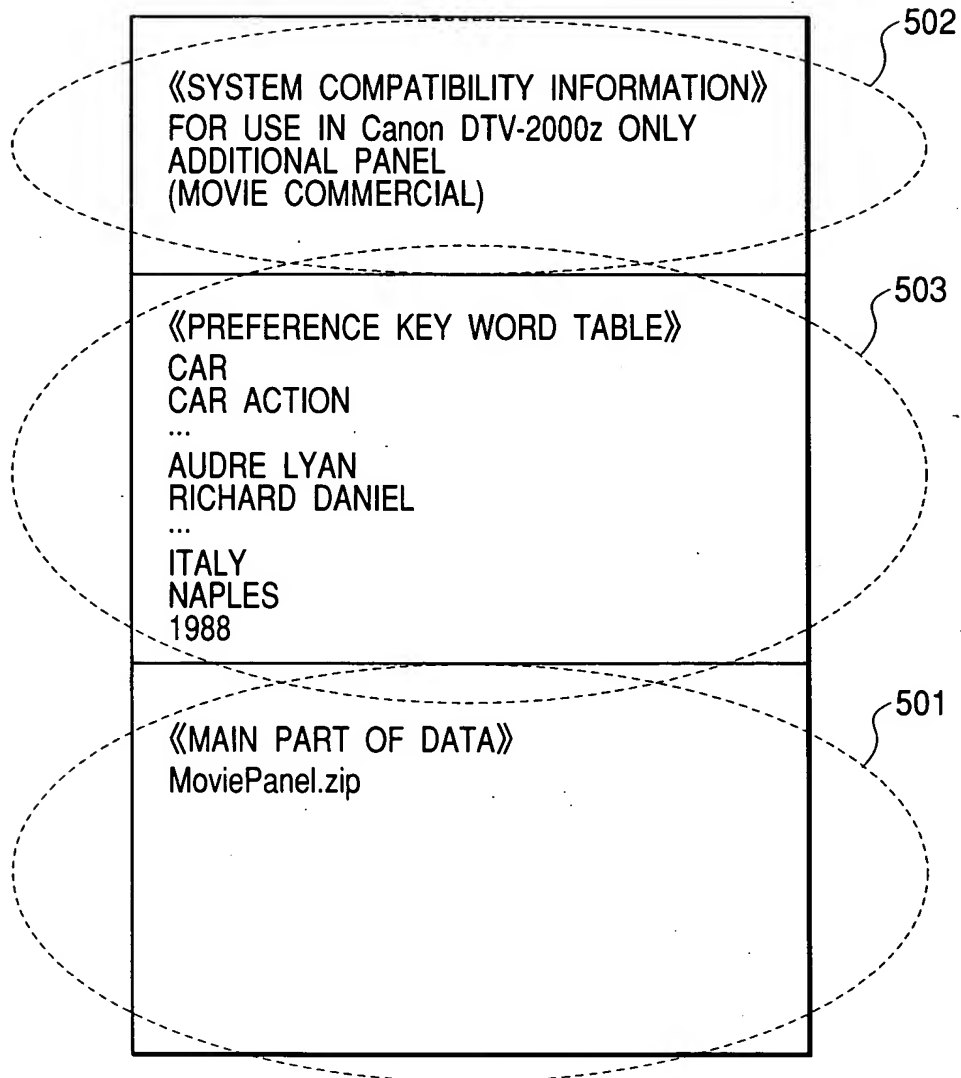 502
《SYSTEM COMPATIBILITY INFORMATION》
FOR USE IN Canon DTV-2000z ONLY
ADDITIONAL PANEL
(MOVIE COMMERCIAL)
503
《PREFERENCE KEY WORD TABLE》
CAR
CAR ACTION
...
AUDRE LYAN
RICHARD DANIEL
...
ITALY
NAPLES
1988
501
《MAIN PART OF DATA》
MoviePanel.zip